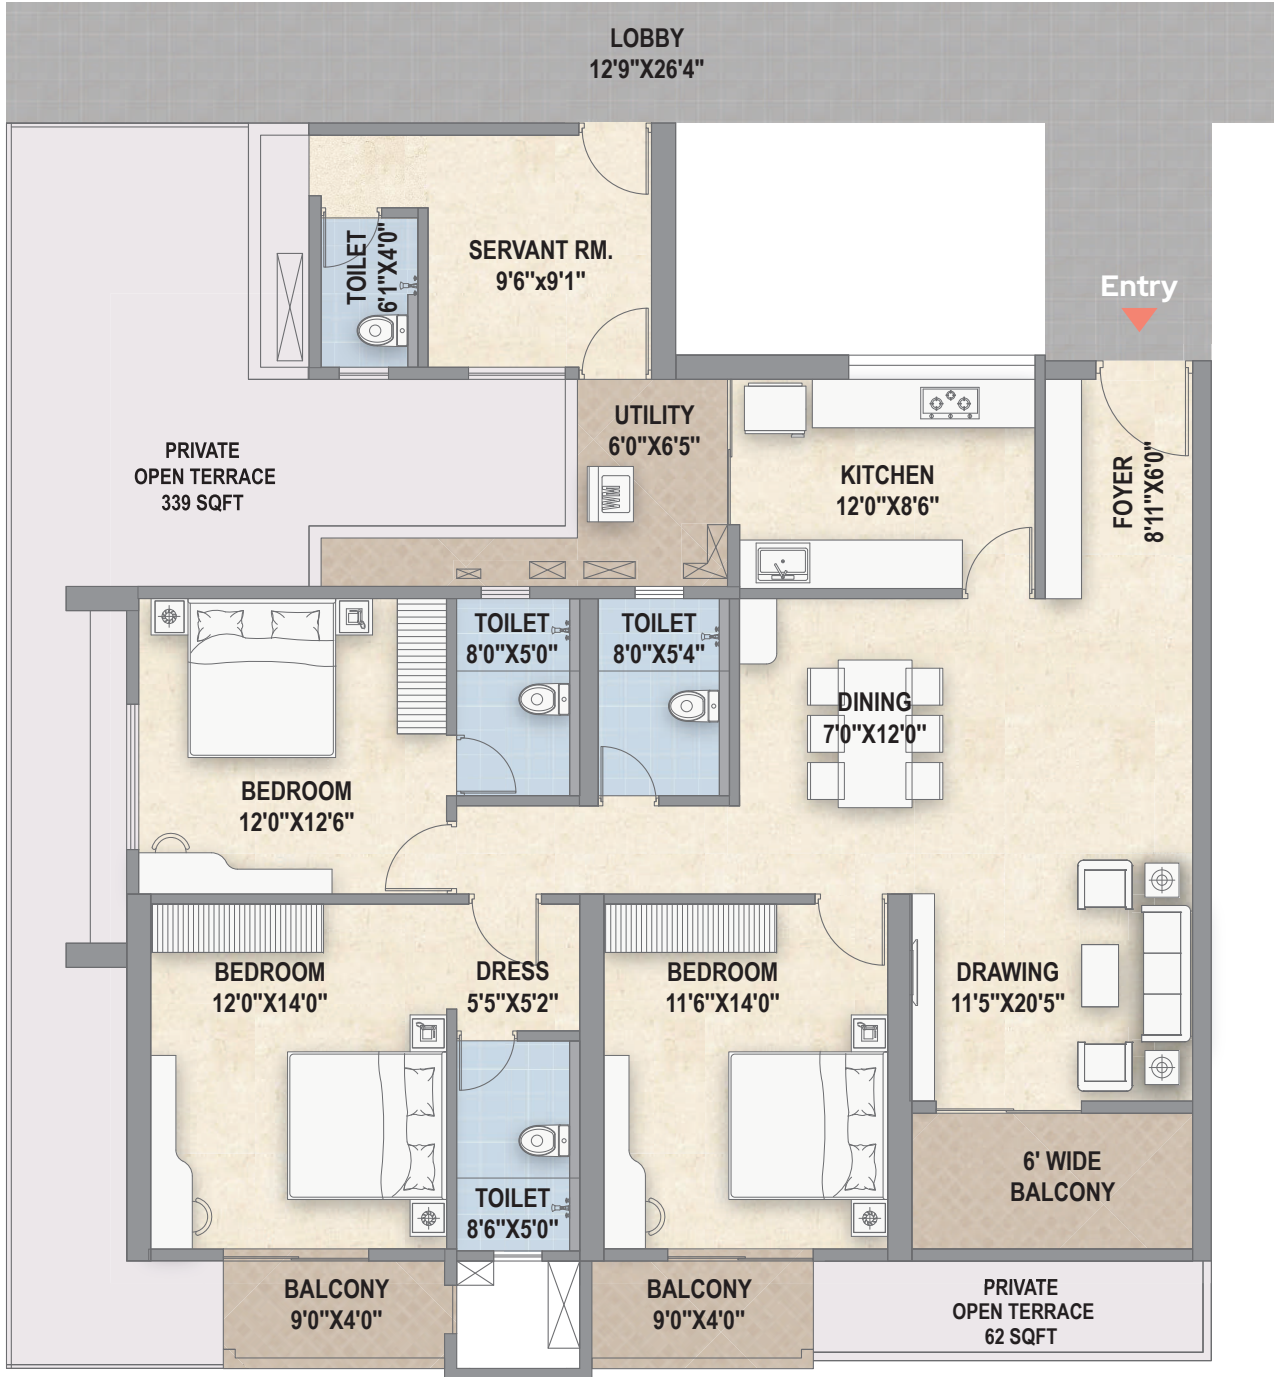 LOBBY
12'9"X26'4"
Entry
TOILET
6'1"X4'0"
SERVANT RM.
9'6"x9'1"
UTILITY
6'0"X6'5"
WM
KITCHEN
12'0"X8'6"
FOYER
8'11"X6'0"
PRIVATE
OPEN TERRACE
339 SQFT
TOILET
8'0"X5'0"
TOILET
8'0"X5'4"
DINING
7'0"X12'0"
BEDROOM
12'0"X12'6"
BEDROOM
12'0"X14'0"
DRESS
5'5"X5'2"
BEDROOM
11'6"X14'0"
DRAWING
11'5"X20'5"
6' WIDE
BALCONY
TOILET
8'6"X5'0"
BALCONY
9'0"X4'0"
BALCONY
9'0"X4'0"
PRIVATE
OPEN TERRACE
62 SQFT